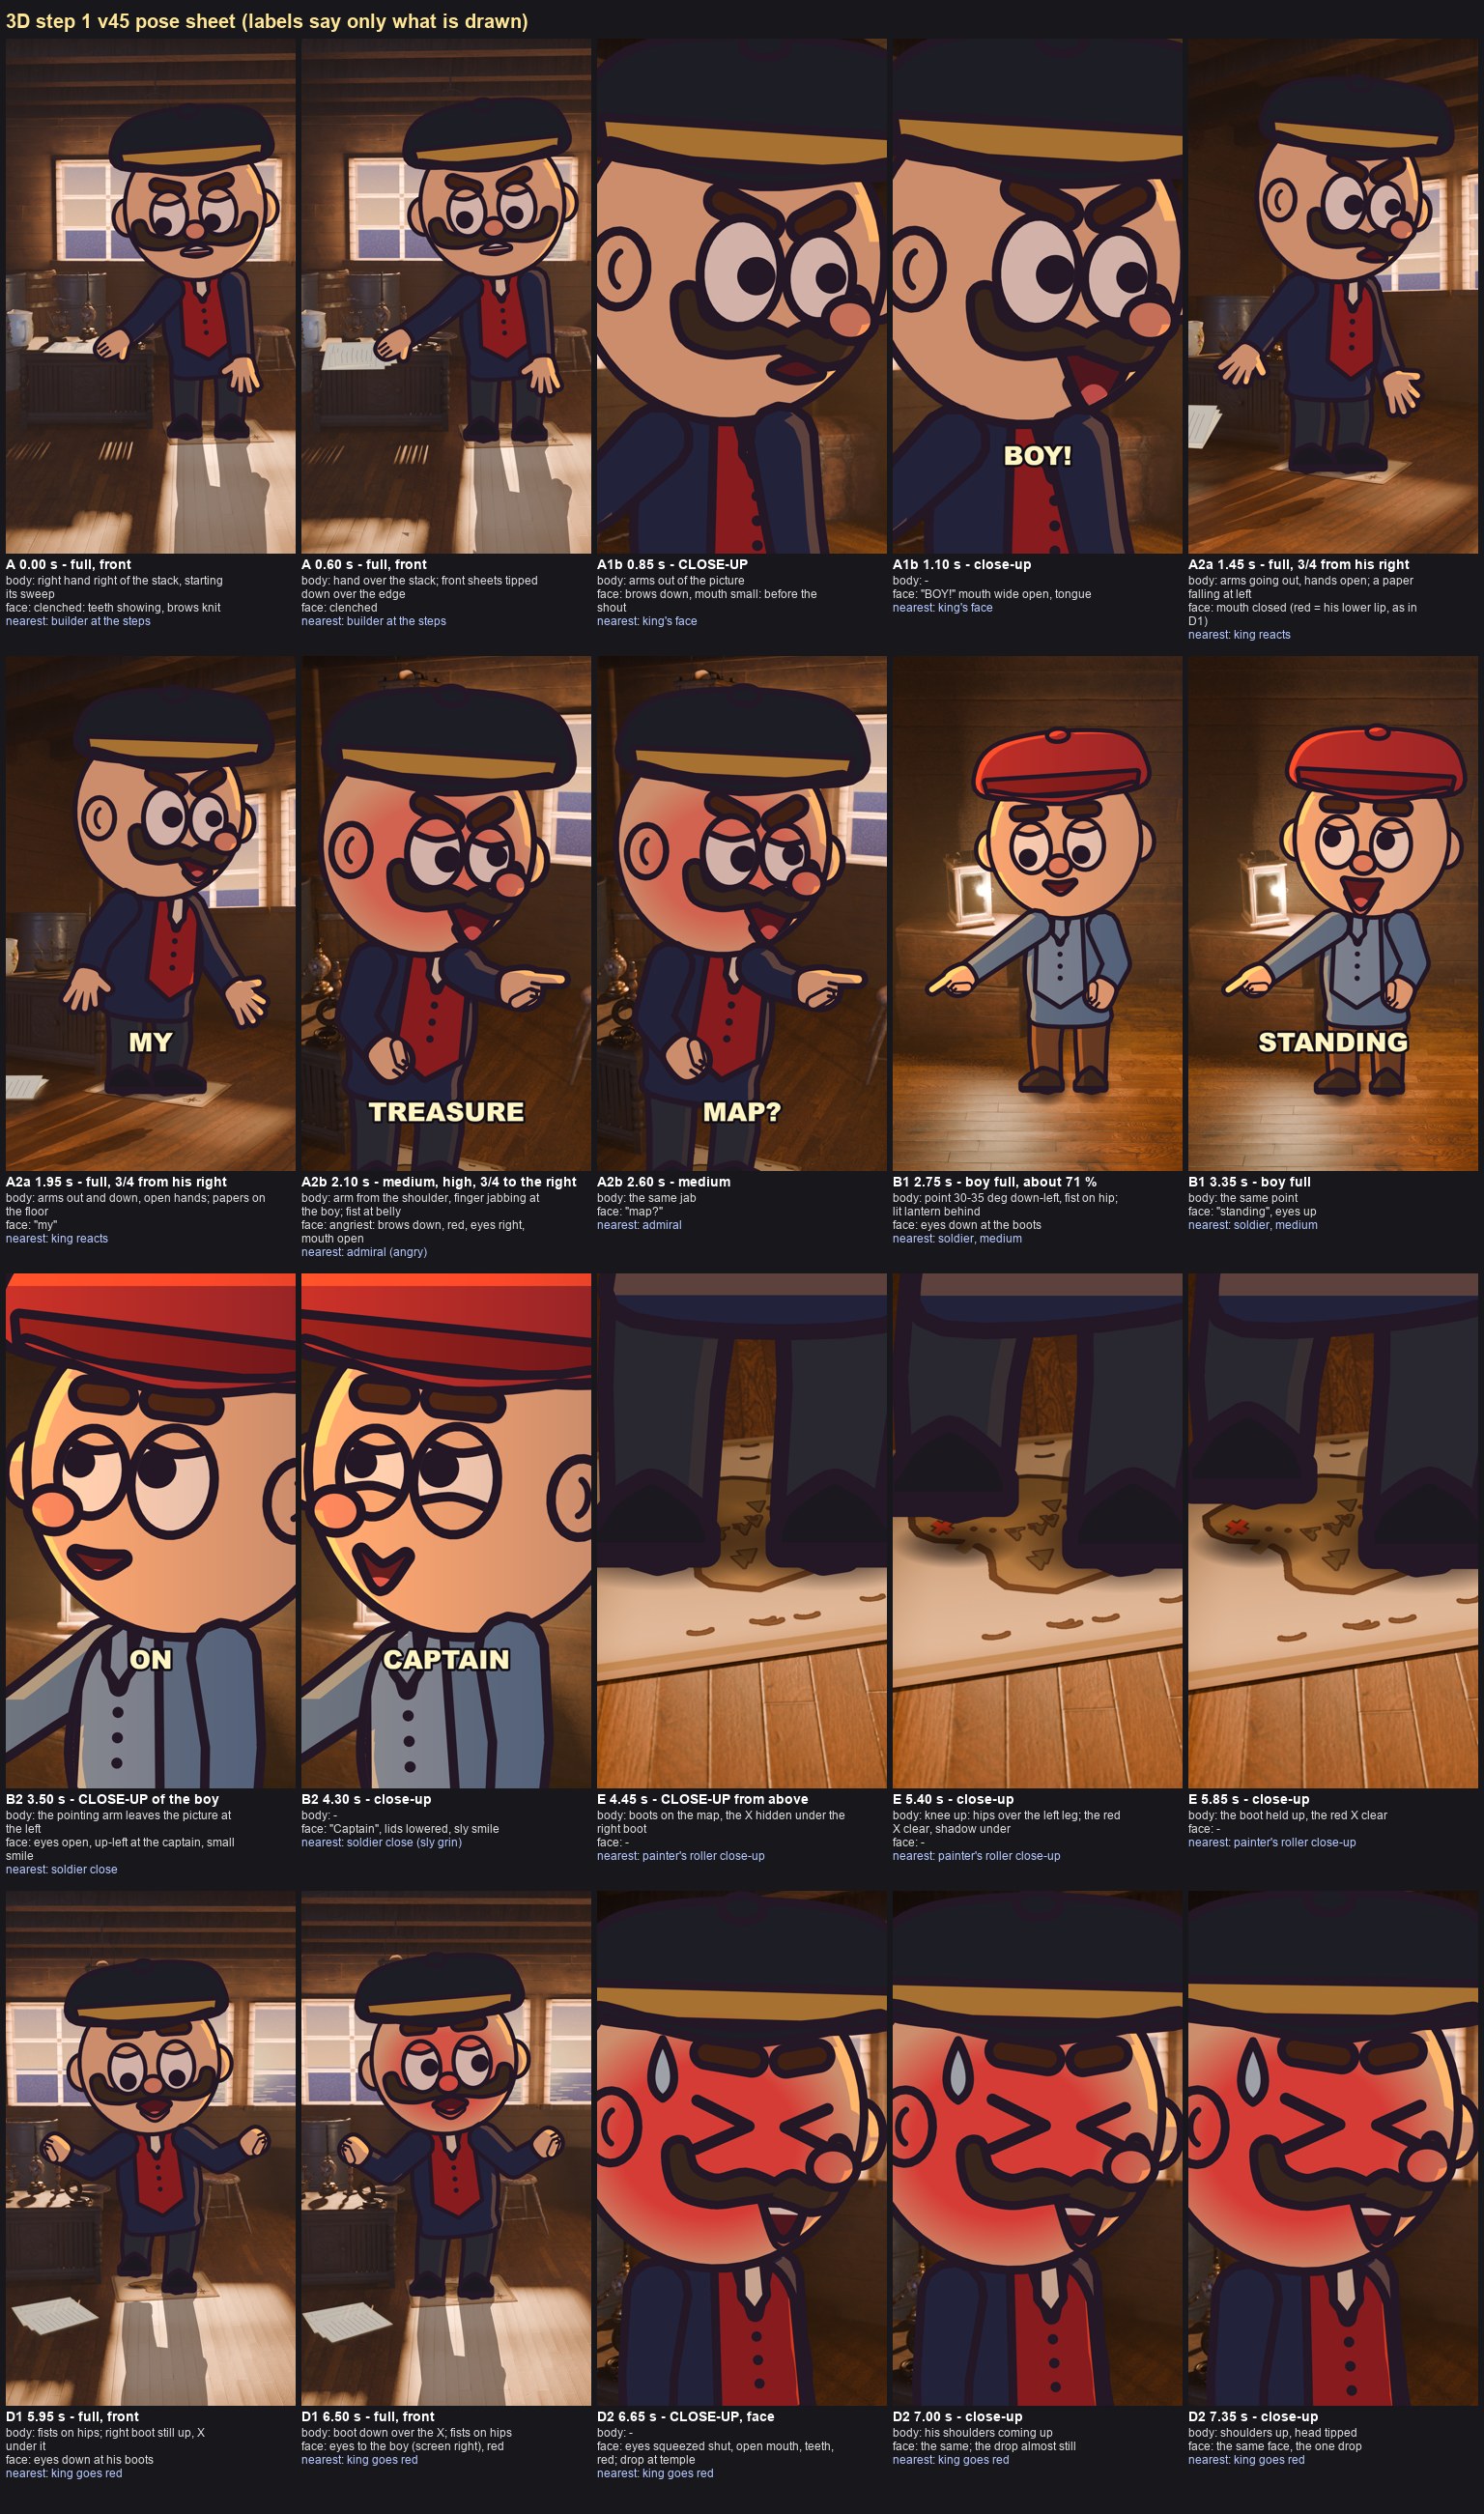 3D step 1 v45 pose sheet (labels say only what is drawn)
BOY!
A 0.00 s - full, front
body: right hand right of the stack, starting
its sweep
face: clenched: teeth showing, brows knit
nearest: builder at the steps
A 0.60 s - full, front
body: hand over the stack; front sheets tipped
down over the edge
face: clenched
nearest: builder at the steps
A1b 0.85 s - CLOSE-UP
body: arms out of the picture
face: brows down, mouth small: before the
shout
nearest: king's face
A1b 1.10 s - close-up
body: -
face: "BOY!" mouth wide open, tongue
nearest: king's face
A2a 1.45 s - full, 3/4 from his right
body: arms going out, hands open; a paper
falling at left
face: mouth closed (red = his lower lip, as in
D1)
nearest: king reacts
MY
TREASURE
MAP?
STANDING
A2a 1.95 s - full, 3/4 from his right
body: arms out and down, open hands; papers on
the floor
face: "my"
nearest: king reacts
A2b 2.10 s - medium, high, 3/4 to the right
body: arm from the shoulder, finger jabbing at
the boy; fist at belly
face: angriest: brows down, red, eyes right,
mouth open
nearest: admiral (angry)
A2b 2.60 s - medium
body: the same jab
face: "map?"
nearest: admiral
B1 2.75 s - boy full, about 71 %
body: point 30-35 deg down-left, fist on hip;
lit lantern behind
face: eyes down at the boots
nearest: soldier, medium
B1 3.35 s - boy full
body: the same point
face: "standing", eyes up
nearest: soldier, medium
ON
CAPTAIN
B2 3.50 s - CLOSE-UP of the boy
body: the pointing arm leaves the picture at
the left
face: eyes open, up-left at the captain, small
smile
nearest: soldier close
B2 4.30 s - close-up
body: -
face: "Captain", lids lowered, sly smile
nearest: soldier close (sly grin)
E 4.45 s - CLOSE-UP from above
body: boots on the map, the X hidden under the
right boot
face: -
nearest: painter's roller close-up
E 5.40 s - close-up
body: knee up: hips over the left leg; the red
X clear, shadow under
face: -
nearest: painter's roller close-up
E 5.85 s - close-up
body: the boot held up, the red X clear
face: -
nearest: painter's roller close-up
D1 5.95 s - full, front
body: fists on hips; right boot still up, X
under it
face: eyes down at his boots
nearest: king goes red
D1 6.50 s - full, front
body: boot down over the X; fists on hips
face: eyes to the boy (screen right), red
nearest: king goes red
D2 6.65 s - CLOSE-UP, face
body: -
face: eyes squeezed shut, open mouth, teeth,
red; drop at temple
nearest: king goes red
D2 7.00 s - close-up
body: his shoulders coming up
face: the same; the drop almost still
nearest: king goes red
D2 7.35 s - close-up
body: shoulders up, head tipped
face: the same face, the one drop
nearest: king goes red